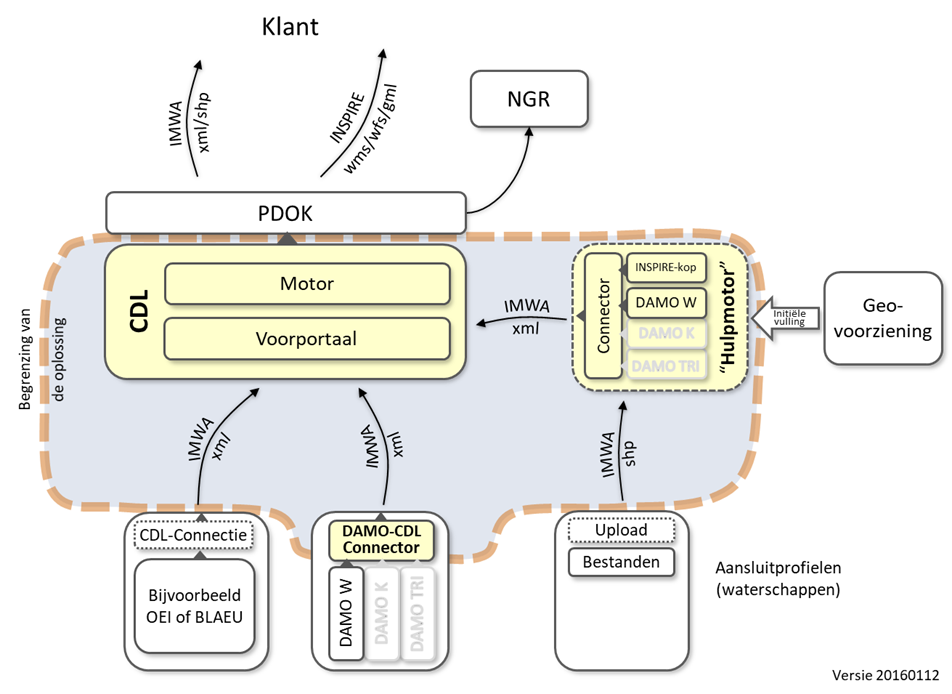 Klant
IMWA
xml/shp
INSPIRE
wms/wfs/gml
NGR
PDOK
CDL
Motor
Voorportaal
IMWA
xml
Connector
INSPIRE-kop
DAMO W
DAMO K
DAMO TRI
“Hulpmotor”
Initiële
vulling
Geo-
voorziening
Begrenzing van
de oplossing
IMWA
xml
IMWA
xml
IMWA
shp
CDL-Connectie
Bijvoorbeeld
OEI of BLAEU
DAMO-CDL
Connector
DAMO W
DAMO K
DAMO TRI
Upload
Bestanden
Aansluitprofielen
(waterschappen)
Versie 20160112